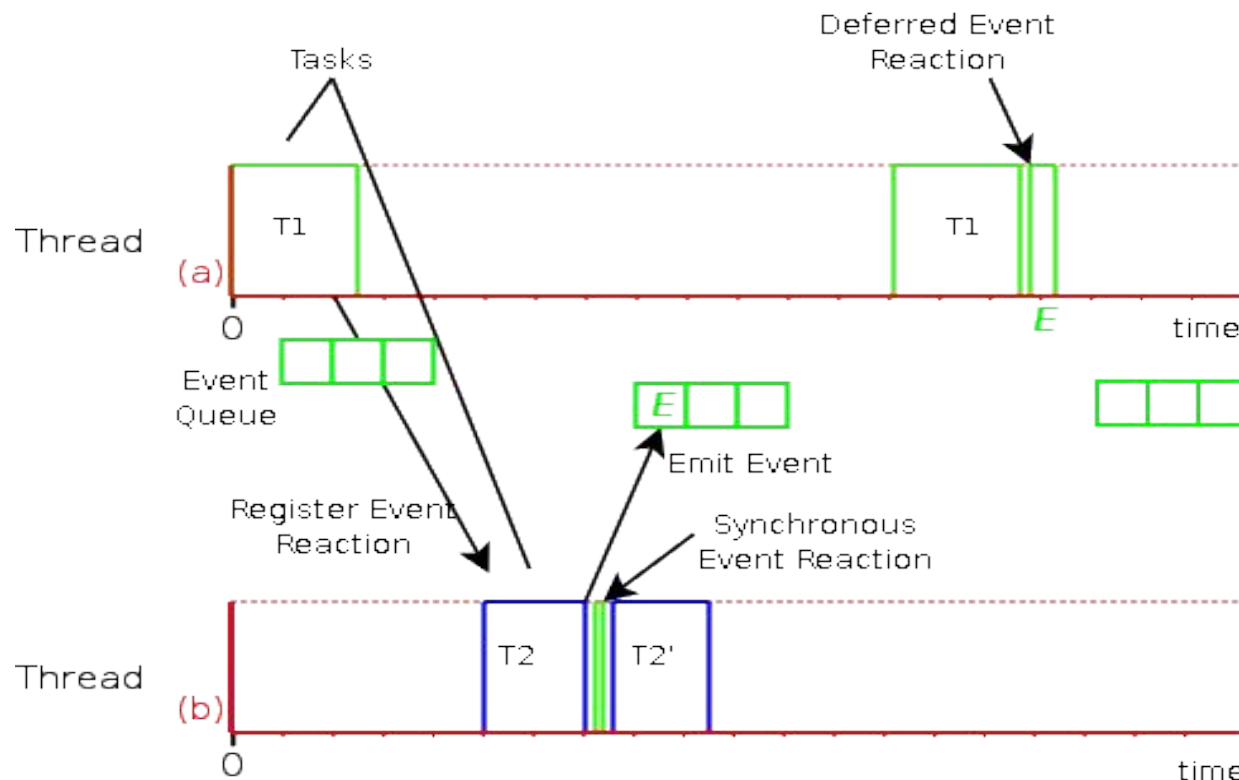 Deferred Event
Reaction
Tasks
T1
T1
Thread
(a)
0
E
time
Event
Queue
E
Emit Event
Register Event
Reaction
Synchronous
Event Reaction
T2
T2'
Thread
(b)
0
time